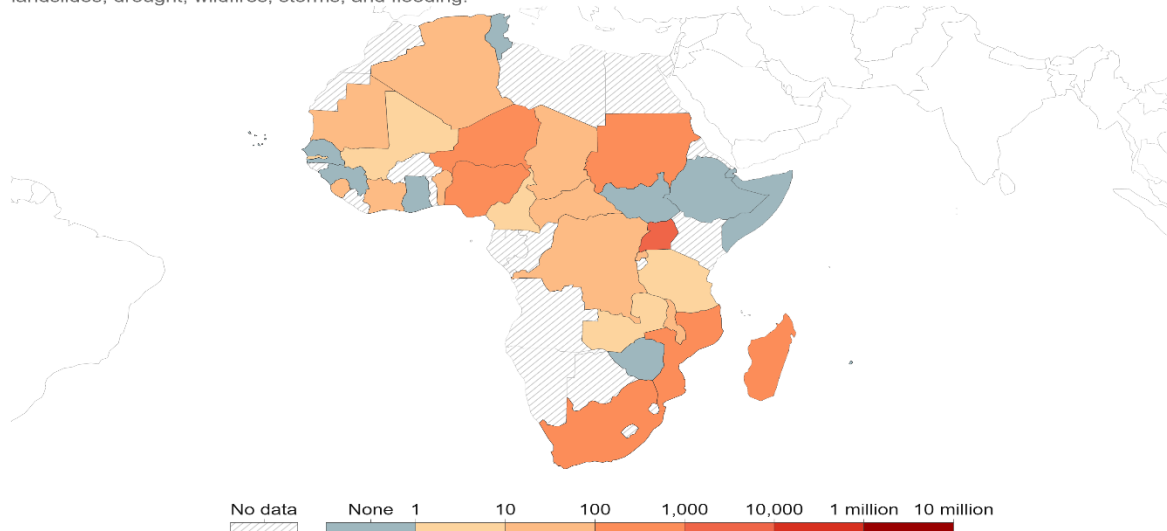 landslides, drought, wildfires, storms, and flooding.
No data None 1 10 100 1,000 10,000 1 million 10 million